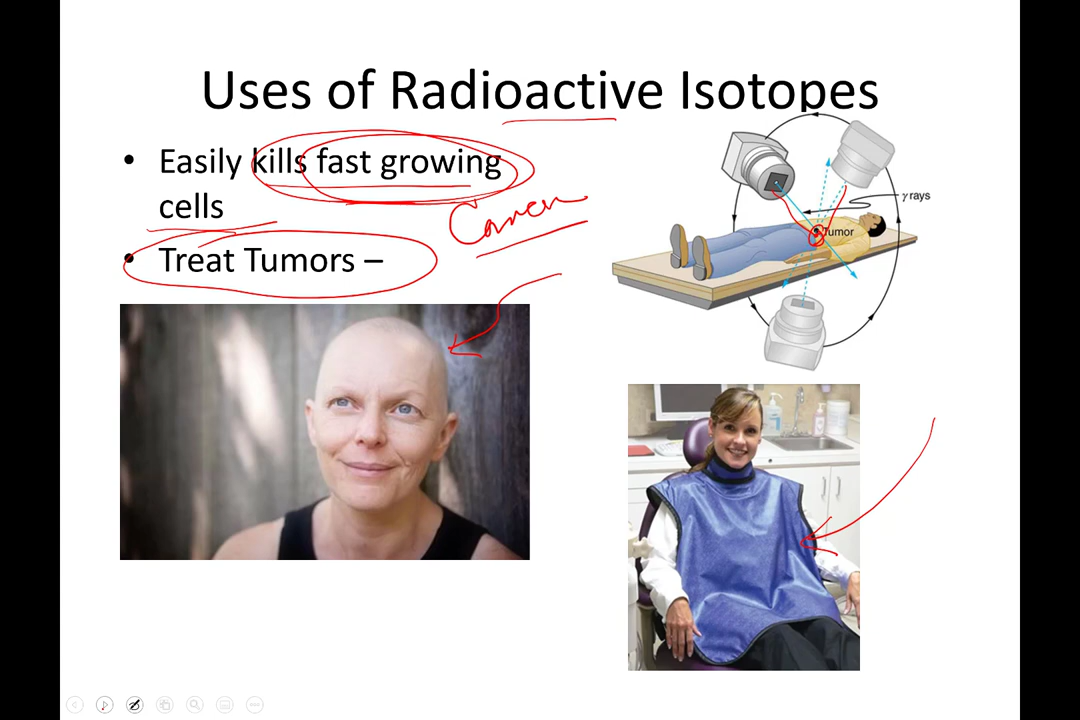 Uses of Radioactive Isotopes
• Easily kills fast growing
cells
Cancer
• Treat Tumors –
γ rays
Tumor